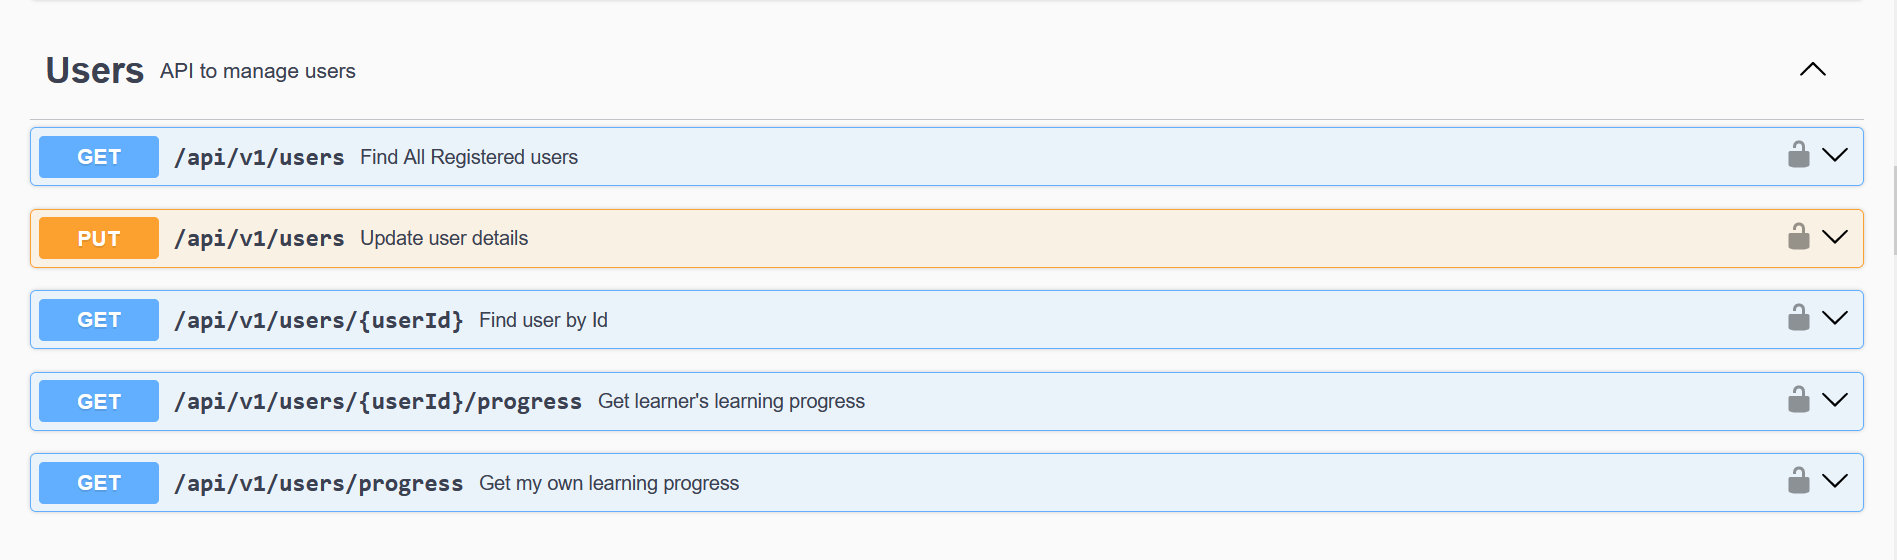 Users API to manage users
GET /api/v1/users Find All Registered users
PUT /api/v1/users Update user details
GET /api/v1/users/{userId} Find user by Id
GET /api/v1/users/{userId}/progress Get learner's learning progress
GET /api/v1/users/progress Get my own learning progress